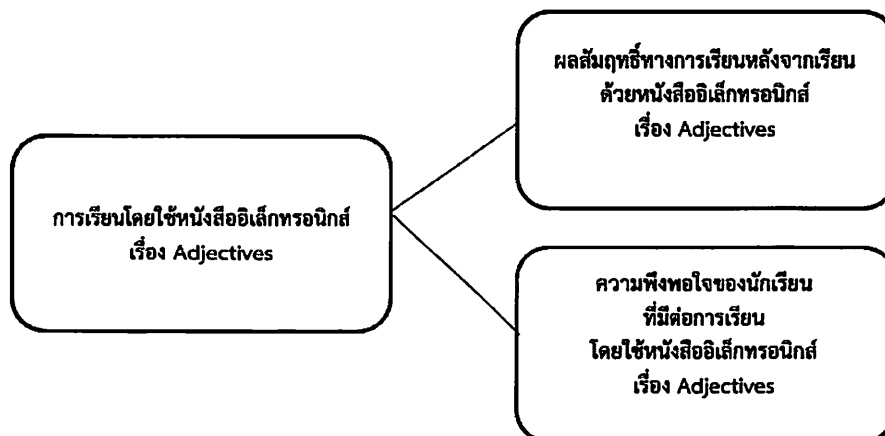 การเรียนโดยใช้หนังสืออิเล็กทรอนิกส์
เรื่อง Adjectives
ผลสัมฤทธิ์ทางการเรียนหลังจากเรียน
ด้วยหนังสืออิเล็กทรอนิกส์
เรื่อง Adjectives
ความพึงพอใจของนักเรียน
ที่มีต่อการเรียน
โดยใช้หนังสืออิเล็กทรอนิกส์
เรื่อง Adjectives